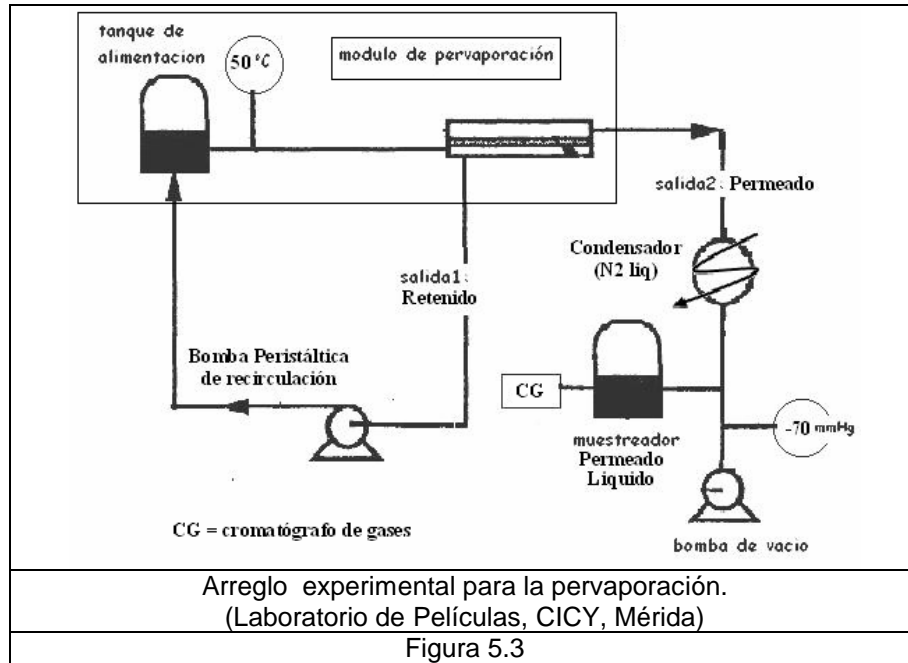 tanque de
alimentacion
50 °C
modulo de pervaporación
salida2: Permeado
Condensador
(N2 liq)
salida1:
Retenido
Bomba Peristáltica
de recirculación
CG
-70 mmHg
muestreador
Permeado
Liquido
CG = cromatógrafo de gases
bomba de vacio
Arreglo experimental para la pervaporación.
(Laboratorio de Películas, CICY, Mérida)
Figura 5.3